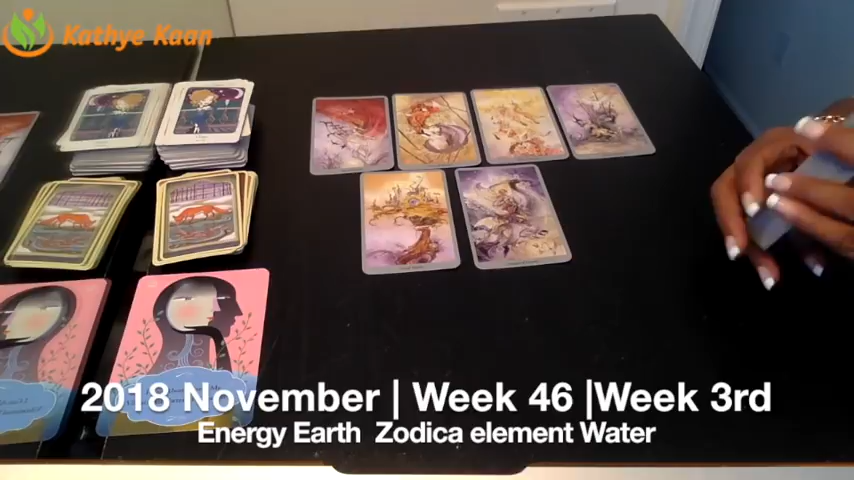 Kathye Kaan
2018 November | Week 46 |Week 3rd
Energy Earth  Zodica element Water